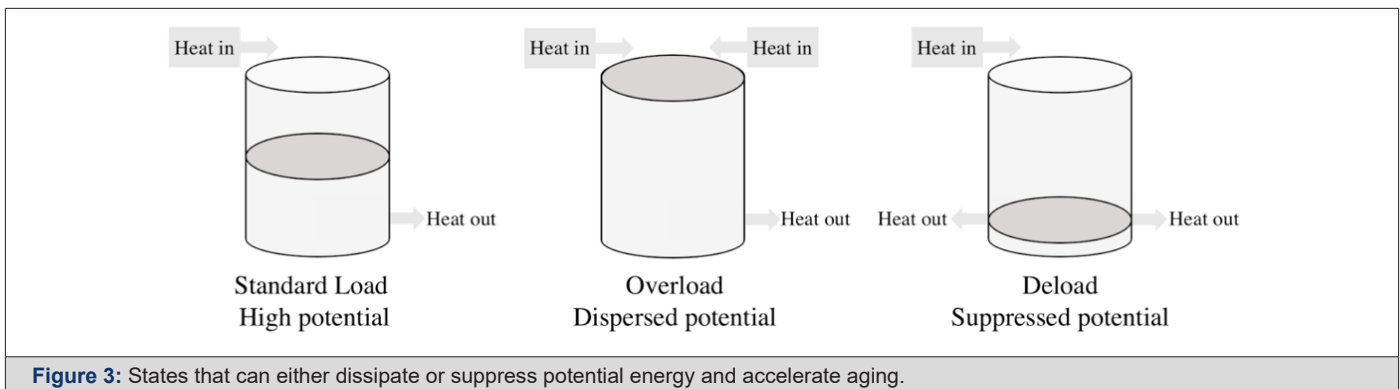 Heat in
Heat out
Standard Load
High potential
Heat in
Heat in
Heat out
Overload
Dispersed potential
Heat in
Heat out
Heat out
Deload
Suppressed potential
Figure 3: States that can either dissipate or suppress potential energy and accelerate aging.